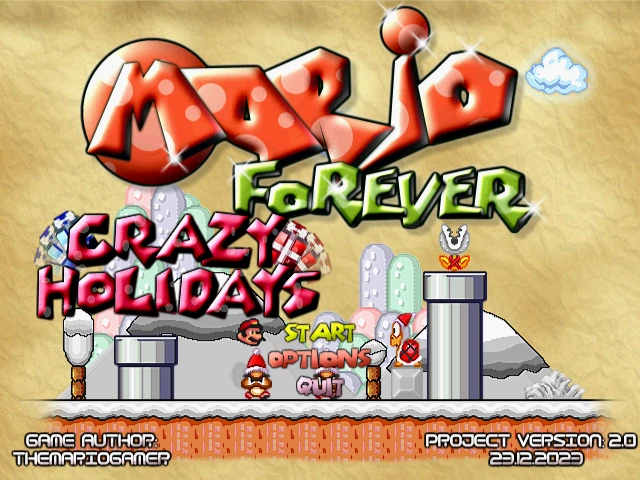 MARIO
FOREVER
CRAZY
HOLIDAYS
START
OPTIONS
QUIT
GAME AUTHOR:
THEMARIOGAMER
PROJECT VERSION: 2.0
23.12.2023